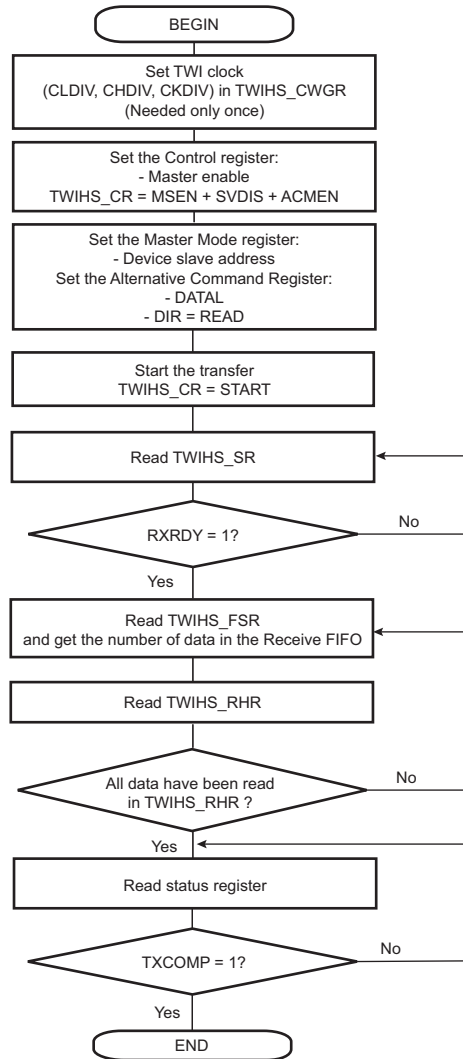 BEGIN
Set TWI clock
(CLDIV, CHDIV, CKDIV) in TWIHS_CWGR
(Needed only once)
Set the Control register:
- Master enable
TWIHS_CR = MSEN + SVDIS + ACMEN
Set the Master Mode register:
- Device slave address
Set the Alternative Command Register:
- DATAL
- DIR = READ
Start the transfer
TWIHS_CR = START
Read TWIHS_SR
RXRDY = 1?
No
Yes
Read TWIHS_FSR
and get the number of data in the Receive FIFO
Read TWIHS_RHR
All data have been read
in TWIHS_RHR ?
No
Yes
Read status register
TXCOMP = 1?
No
Yes
END